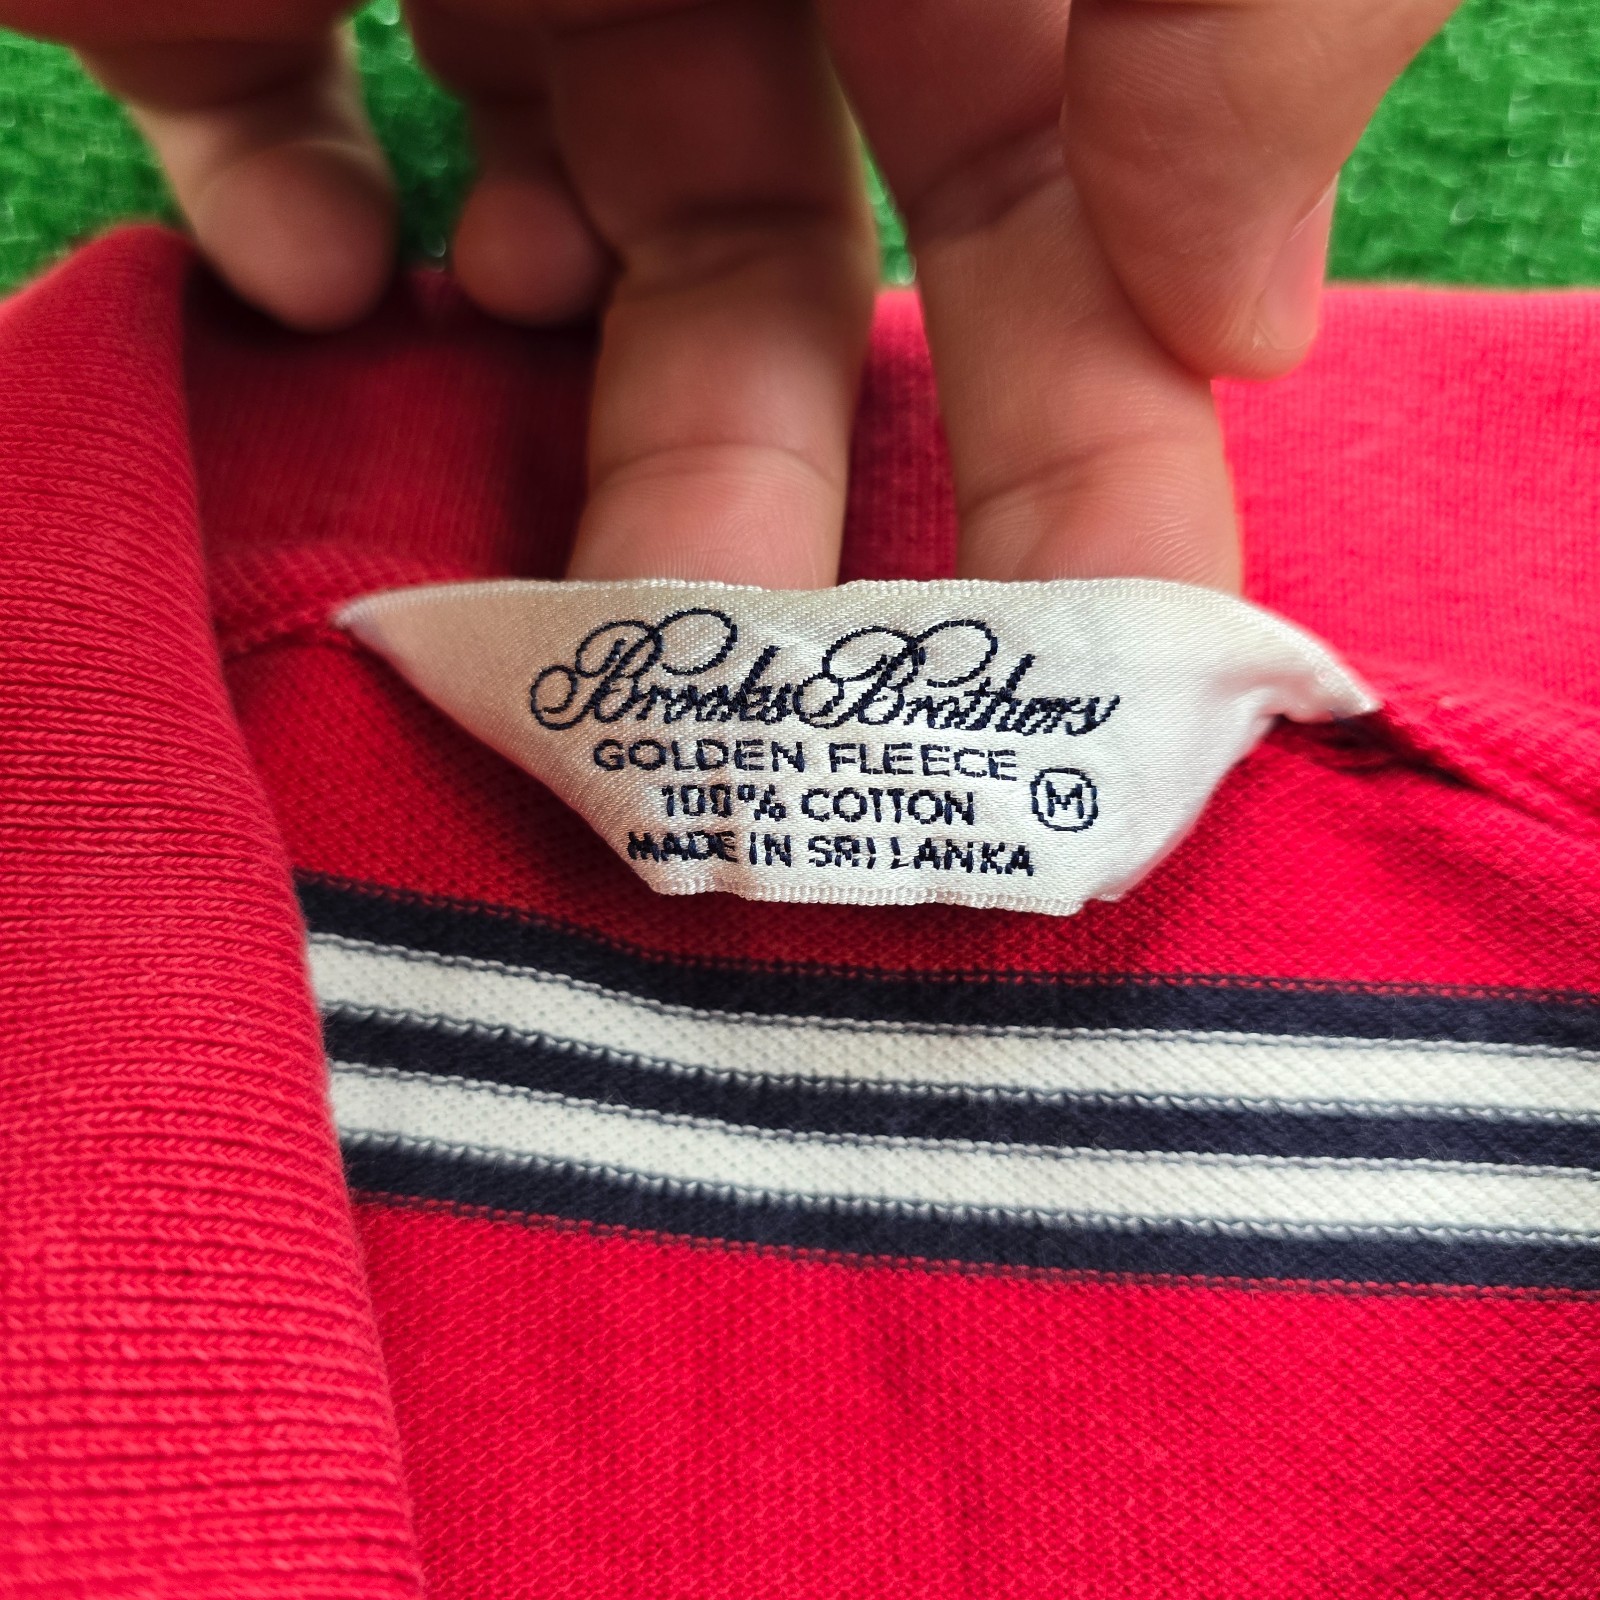 Brooks Brothers
GOLDEN FLEECE
100% COTTON M
MADE IN SRI LANKA